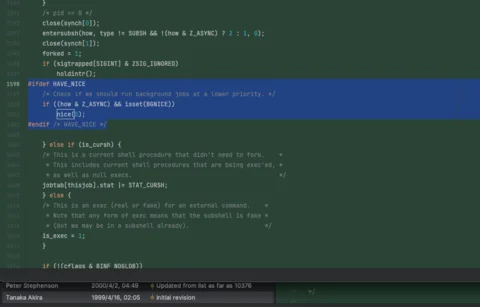 }
/* pid == 0 */
close(synch[0]);
entersubsh(how, type != SUBSH && !(how & Z_ASYNC) ? 2 : 1, 0);
close(synch[1]);
forked = 1;
if (sigtrapped[SIGINT] & ZSIG_IGNORED)
holdintr();
1598 #ifdef HAVE_NICE
/* Check if we should run background jobs at a lower priority. */
if ((how & Z_ASYNC) && isset(BGNICE))
nice(5);
#endif /* HAVE_NICE */
} else if (is_cursh) {
/* This is a current shell procedure that didn't need to fork. *
* This includes current shell procedures that are being exec'ed, *
* as well as null execs. */
jobtab[thisjob].stat |= STAT_CURSH;
} else {
/* This is an exec (real or fake) for an external command. *
* Note that any form of exec means that the subshell is fake *
* (but we may be in a subshell already). */
is_exec = 1;
}
if (!(cflags & BINF_NOGLOB))
Peter Stephenson 2000/4/2, 04:49 Updated from list as far as 10376
Tanaka Akira 1999/4/16, 02:05 Initial revision
*/